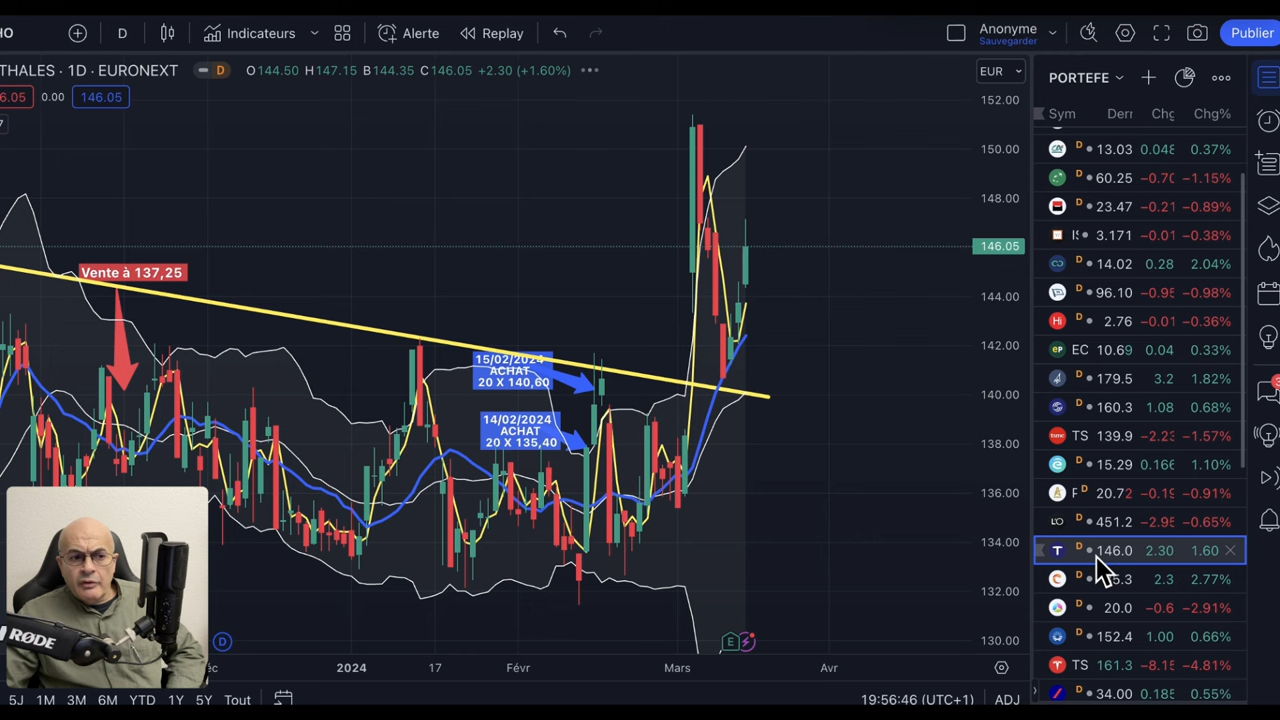 HO
D
Indicateurs
Alerte
Replay
Anonyme
Sauvegarder
Publier
THALES · 1D · EURONEXT
D
O144.50 H147.15 B144.35 C146.05 +2.30 (+1.60%)
6.05 0.00 146.05
7
EUR
PORTEFE
Sym Derr Chg Chg%
152.00
150.00
148.00
146.05
144.00
142.00
140.00
138.00
136.00
134.00
132.00
130.00
Vente à 137,25
15/02/2024
ACHAT
20 X 140,60
14/02/2024
ACHAT
20 X 135,40
D 13.03 0.048 0.37%
D 60.25 −0.70 −1.15%
D 23.47 −0.21 −0.89%
D 3.171 −0.01 −0.38%
D 14.02 0.28 2.04%
D 96.10 −0.95 −0.98%
Hi D 2.76 −0.01 −0.36%
eP EC D 10.69 0.04 0.33%
D 179.5 3.2 1.82%
D 160.3 1.08 0.68%
tsmc TS D 139.9 −2.23 −1.57%
D 15.29 0.166 1.10%
D 20.72 −0.19 −0.91%
L'O D 451.2 −2.95 −0.65%
T D 146.0 2.30 1.60
D 2.3 2.77%
D 20.0 −0.6 −2.91%
D 152.4 1.00 0.66%
TS D 161.3 −8.15 −4.81%
D 34.00 0.185 0.55%
RØDE
D
E
2024 17 Févr Mars Avr
5J 1M 3M 6M YTD 1Y 5Y Tout
19:56:46 (UTC+1) ADJ